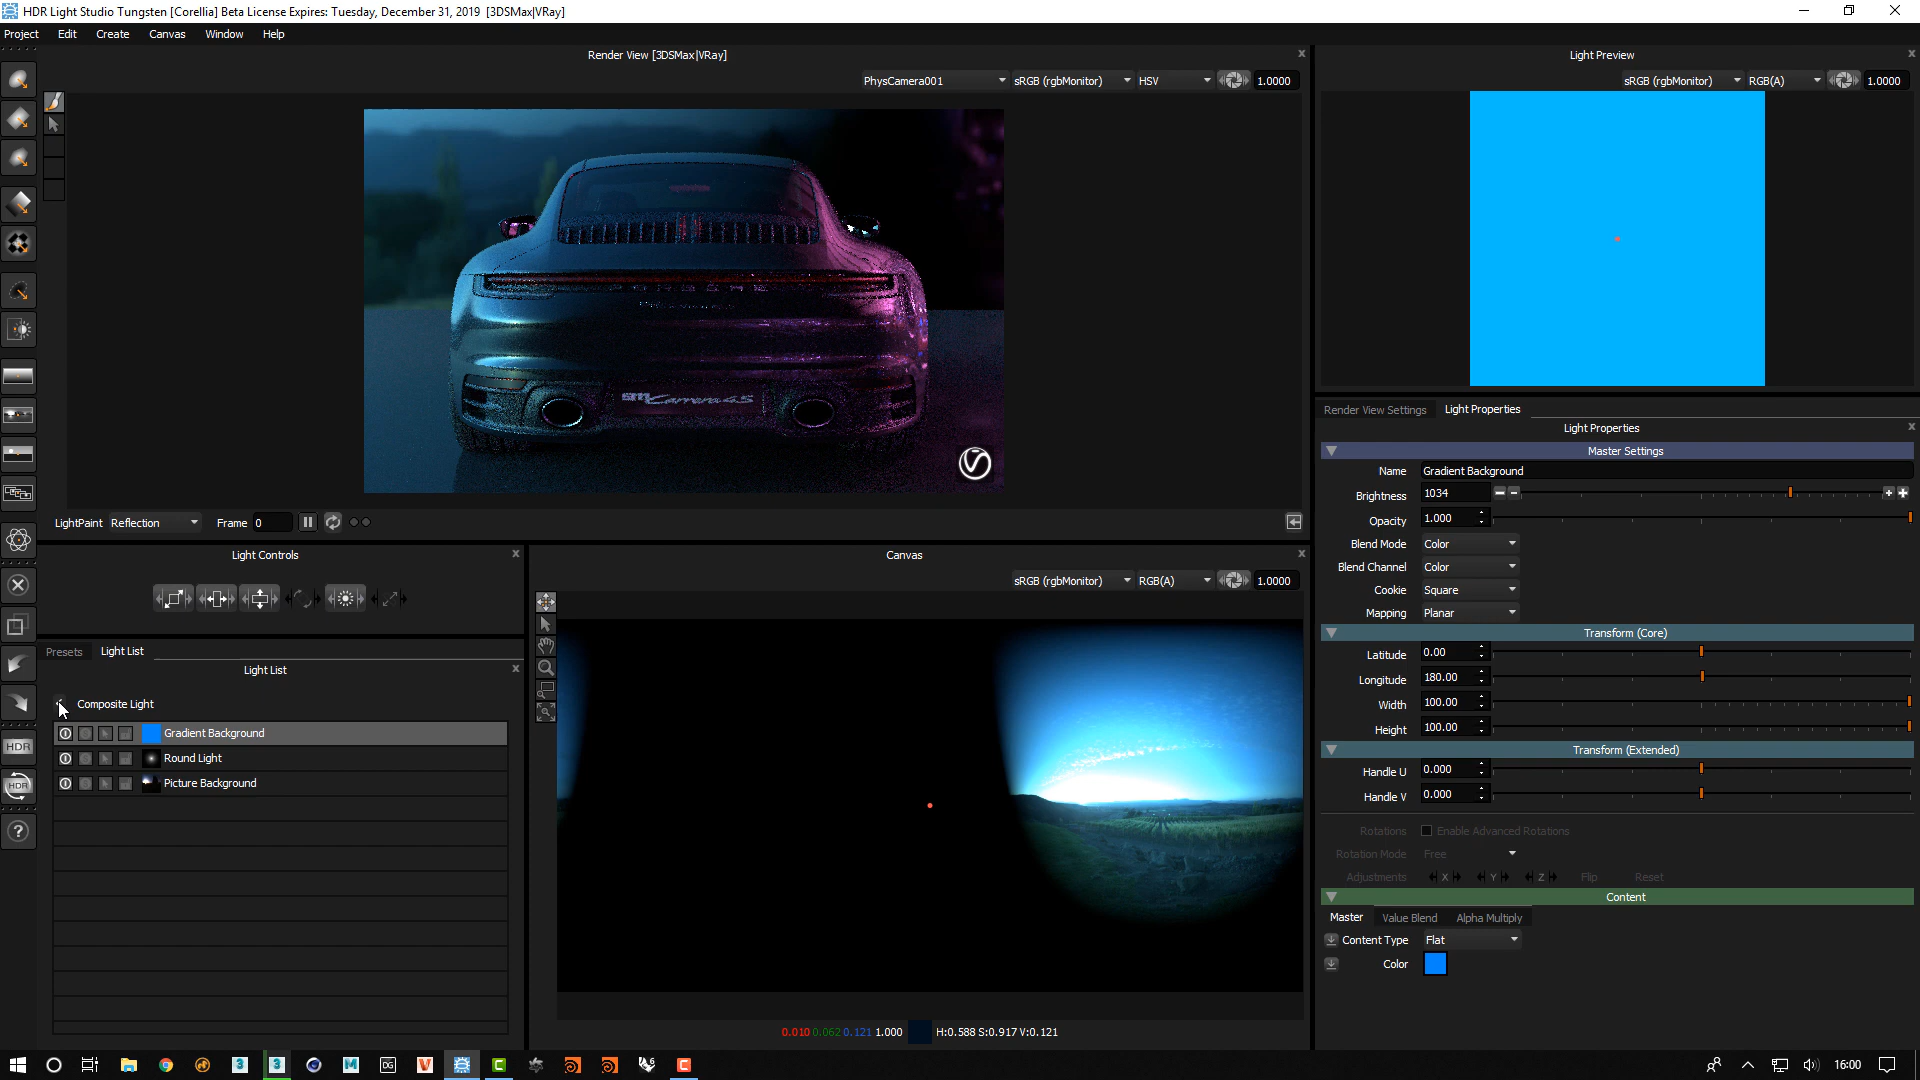 HDR Light Studio Tungsten [Corellia] Beta License Expires: Tuesday, December 31, 2019 [3DSMax|VRay]
Project Edit Create Canvas Window Help
Render View [3DSMax|VRay]
PhysCamera001 sRGB (rgbMonitor) HSV 1.0000
PORSCHE
Carrera 4S
LightPaint Reflection Frame 0
Light Preview
sRGB (rgbMonitor) RGB(A) 1.0000
Light Controls
Presets Light List
Light List
Composite Light
Gradient Background
Round Light
Picture Background
Canvas
sRGB (rgbMonitor) RGB(A) 1.0000
0.010 0.062 0.121 1.000 H:0.588 S:0.917 V:0.121
Render View Settings Light Properties
Light Properties
Master Settings
Name Gradient Background
Brightness 1034
Opacity 1.000
Blend Mode Color
Blend Channel Color
Cookie Square
Mapping Planar
Transform (Core)
Latitude 0.00
Longitude 180.00
Width 100.00
Height 100.00
Transform (Extended)
Handle U 0.000
Handle V 0.000
Rotations Enable Advanced Rotations
Rotation Mode Free
Adjustments X Y Z Flip Reset
Content
Master Value Blend Alpha Multiply
Content Type Flat
Color
HDR
HDR
?
3 3 M DG V C 6 C
16:00